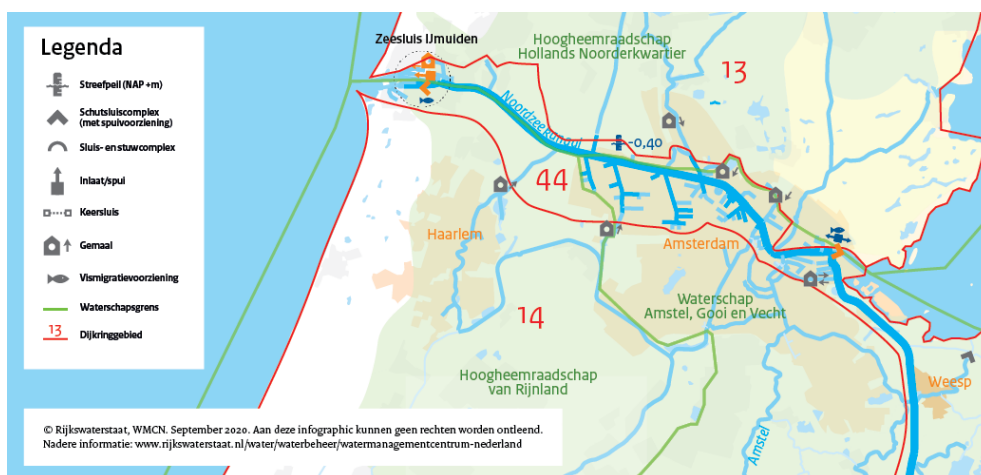 Legenda
Streefpeil (NAP +m)
Schutsluiscomplex
(met spuivoorziening)
Sluis- en stuwcomplex
Inlaat/spui
Keersluis
Gemaal
Vismigratievoorziening
Waterschapsgrens
13 Dijkringgebied
Zeesluis IJmuiden
Hoogheemraadschap
Hollands Noorderkwartier
13
Noordzeekanaal
-0,40
44
Haarlem
Amsterdam
14
Waterschap
Amstel, Gooi en Vecht
Hoogheemraadschap
van Rijnland
Weesp
Amstel
© Rijkswaterstaat, WMCN. September 2020. Aan deze infographic kunnen geen rechten worden ontleend.
Nadere informatie: www.rijkswaterstaat.nl/water/waterbeheer/watermanagementcentrum-nederland